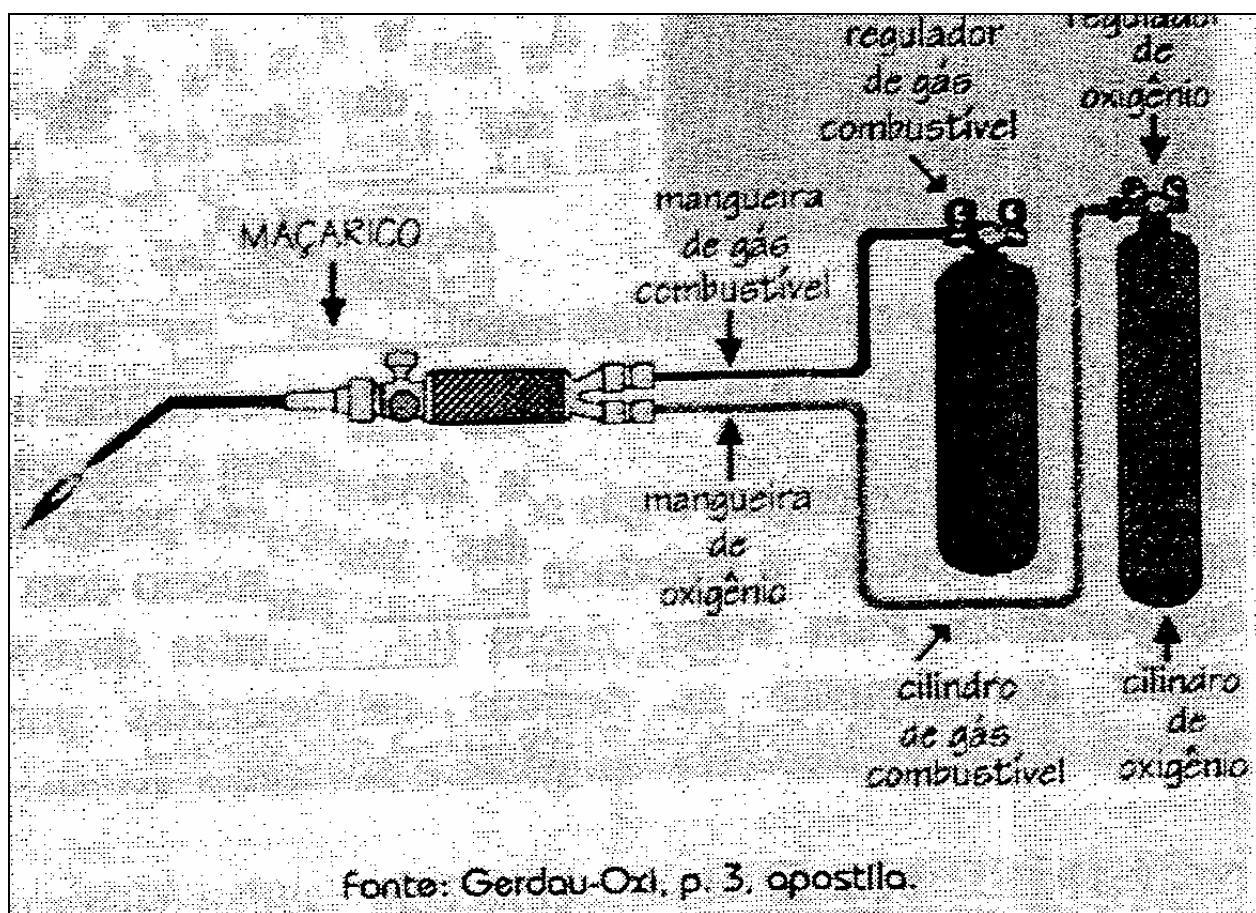 regulador
de gás
combustível
regulador
de
oxigênio
mangueira
de gás
combustível
MAÇARICO
mangueira
de
oxigênio
cilindro
de gás
combustível
cilindro
de
oxigênio
Fonte: Gerdau-Oxi, p. 3, apostila.